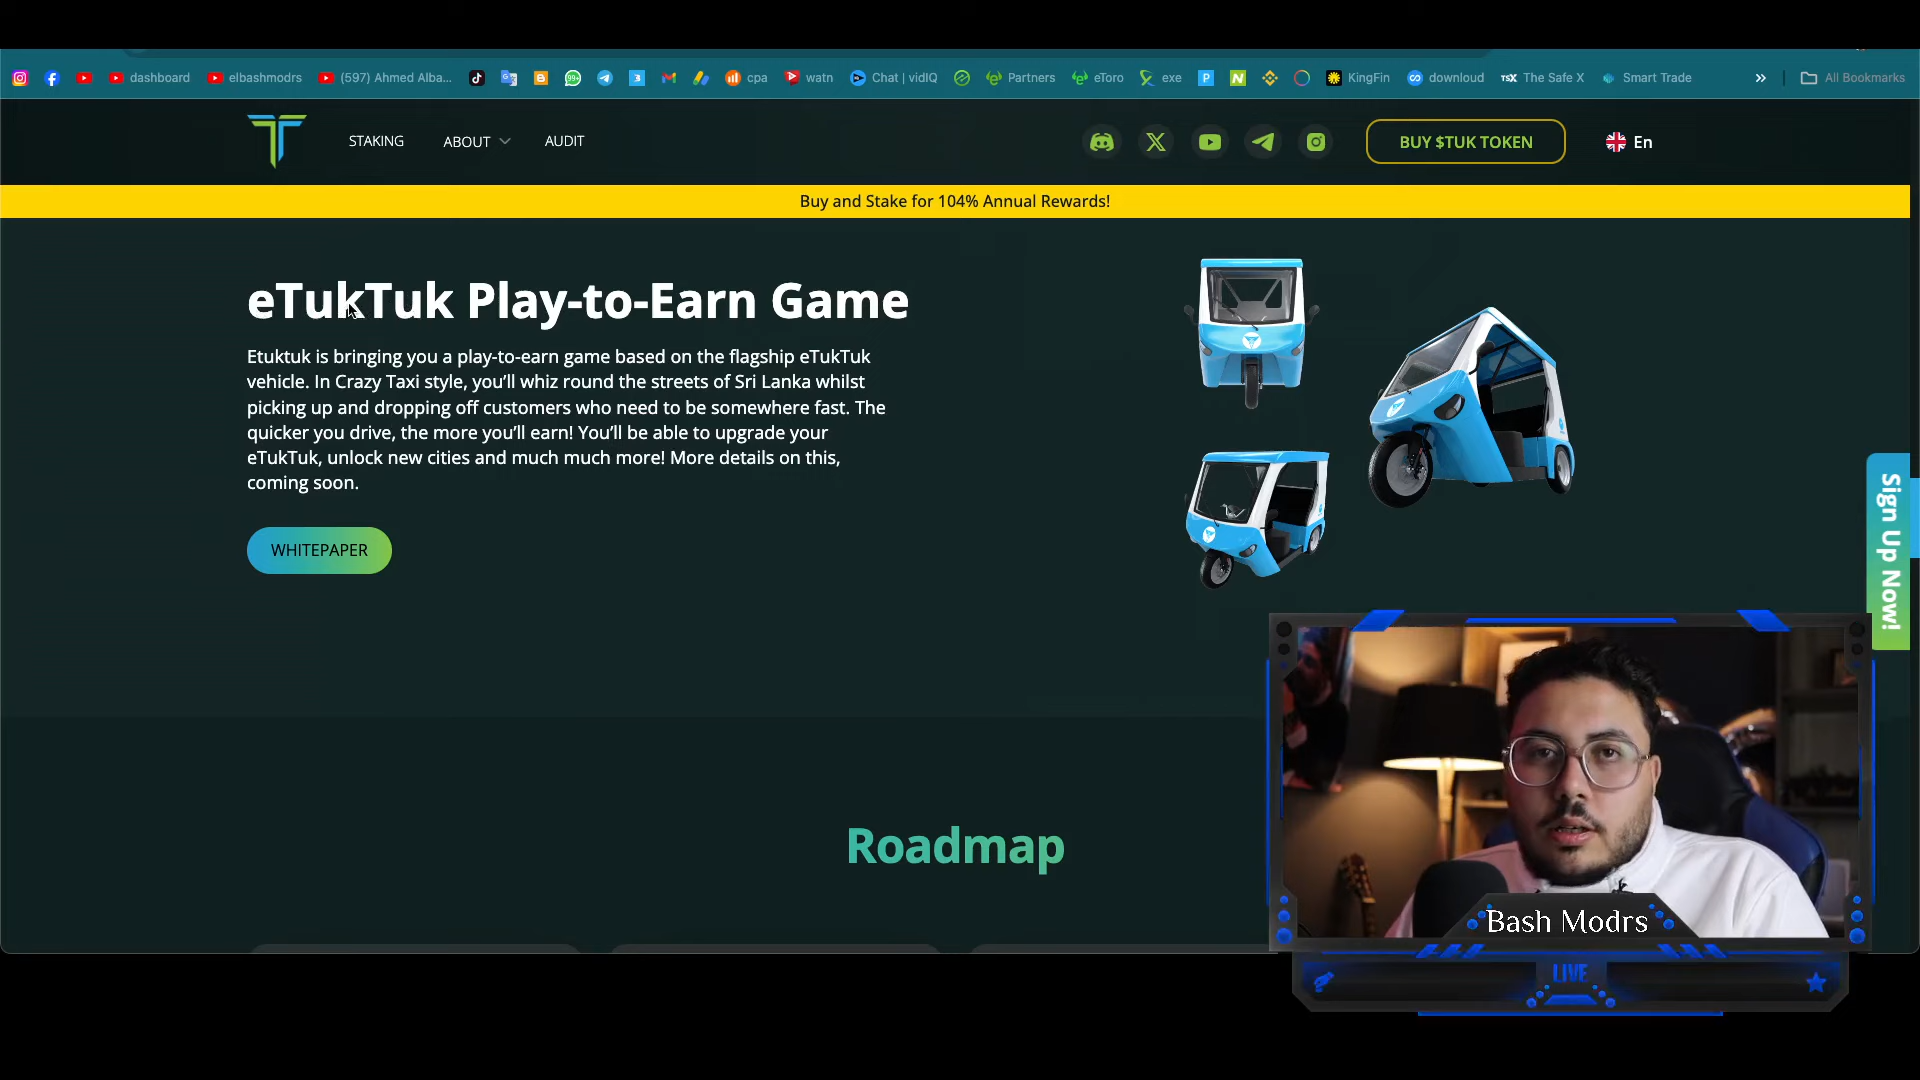 dashboard
elbashmodrs
(597) Ahmed Alba...
99+
3
cpa
watn
Chat | vidIQ
Partners
eToro
exe
P
N
KingFin
downloud
TSX The Safe X
Smart Trade
»
All Bookmarks
STAKING
ABOUT
AUDIT
BUY $TUK TOKEN
En
Buy and Stake for 104% Annual Rewards!
eTukTuk Play-to-Earn Game
Etuktuk is bringing you a play-to-earn game based on the flagship eTukTuk
vehicle. In Crazy Taxi style, you’ll whiz round the streets of Sri Lanka whilst
picking up and dropping off customers who need to be somewhere fast. The
quicker you drive, the more you’ll earn! You’ll be able to upgrade your
eTukTuk, unlock new cities and much much more! More details on this,
coming soon.
WHITEPAPER
Sign Up Now!
Roadmap
Bash Modrs
LIVE